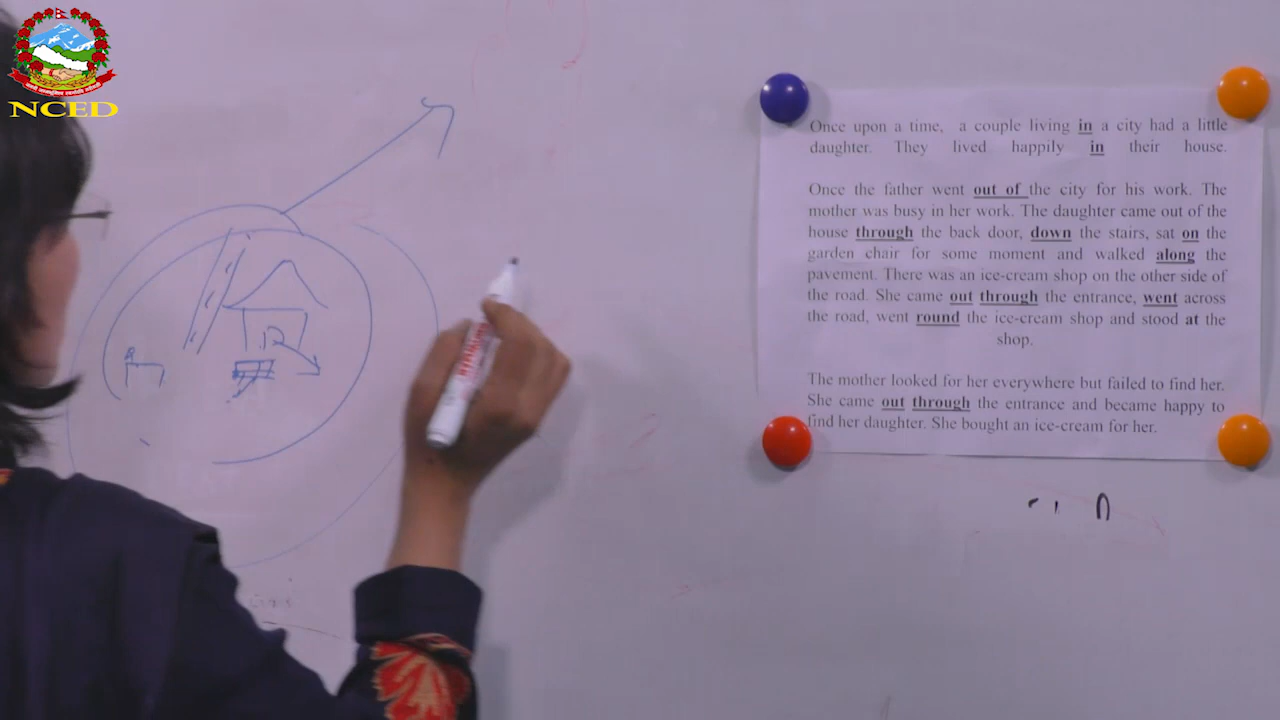 NCED
Once upon a time, a couple living in a city had a little
daughter. They lived happily in their house.
Once the father went out of the city for his work. The
mother was busy in her work. The daughter came out of the
house through the back door, down the stairs, sat on the
garden chair for some moment and walked along the
pavement. There was an ice-cream shop on the other side of
the road. She came out through the entrance, went across
the road, went round the ice-cream shop and stood at the
shop.
The mother looked for her everywhere but failed to find her.
She came out through the entrance and became happy to
find her daughter. She bought an ice-cream for her.